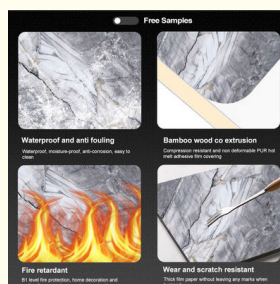 Free Samples
Waterproof and anti fouling
Waterproof, moisture-proof, anti-corrosion, easy to
clean
Bamboo wood co extrusion
Compression resistant and non deformable PUR hot
melt adhesive film covering
Fire retardant
B1 level fire protection, home decoration and
Wear and scratch resistant
Thick film paper without leaving any marks when